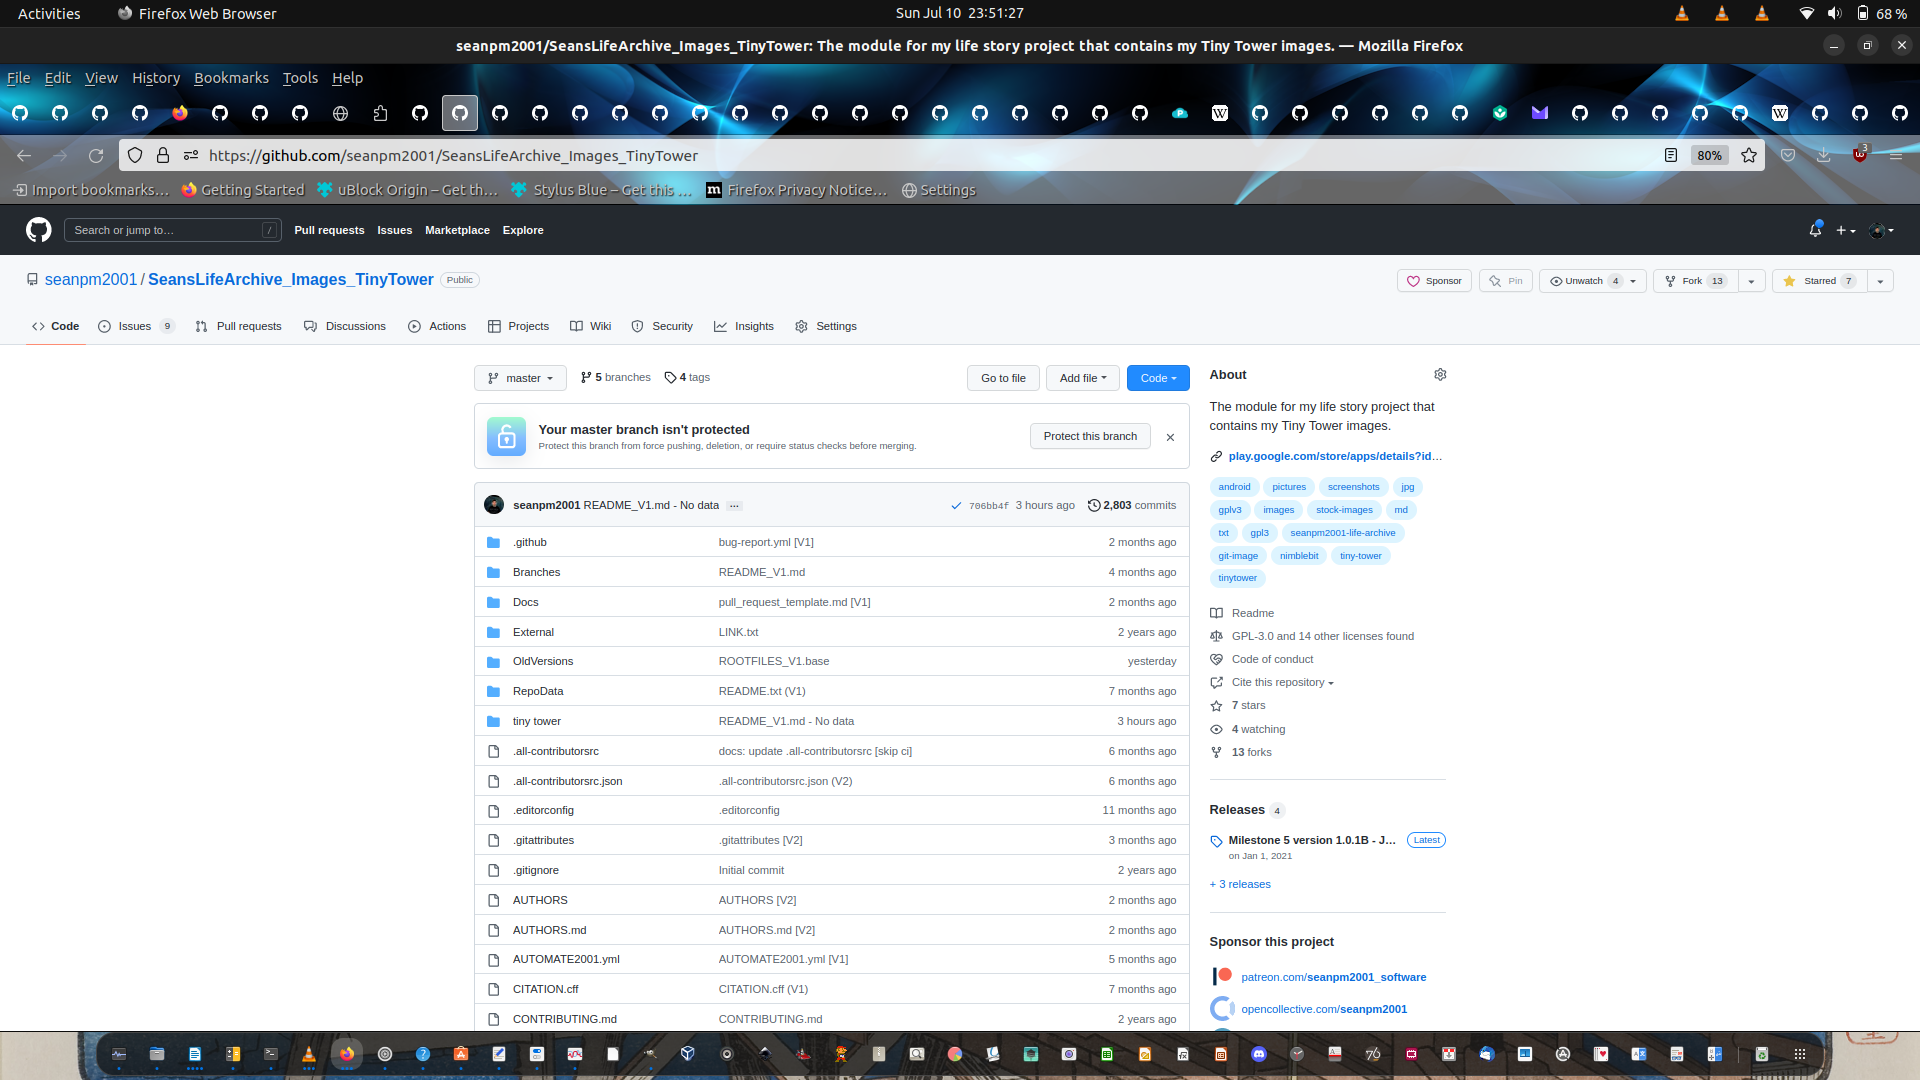 Activities
Firefox Web Browser
Sun Jul 10 23:51:27
68 %
seanpm2001/SeansLifeArchive_Images_TinyTower: The module for my life story project that contains my Tiny Tower images. — Mozilla Firefox
File Edit View History Bookmarks Tools Help
https://github.com/seanpm2001/SeansLifeArchive_Images_TinyTower
80%
3
Import bookmarks… Getting Started uBlock Origin – Get th… Stylus Blue – Get this … Firefox Privacy Notice… Settings
Search or jump to… /
Pull requests Issues Marketplace Explore
seanpm2001 / SeansLifeArchive_Images_TinyTower Public
Sponsor Pin Unwatch 4 Fork 13 Starred 7
Code Issues 9 Pull requests Discussions Actions Projects Wiki Security Insights Settings
master 5 branches 4 tags
Go to file Add file Code
Your master branch isn't protected
Protect this branch from force pushing, deletion, or require status checks before merging.
Protect this branch
seanpm2001 README_V1.md - No data … 706bb4f 3 hours ago 2,803 commits
.github bug-report.yml [V1] 2 months ago
Branches README_V1.md 4 months ago
Docs pull_request_template.md [V1] 2 months ago
External LINK.txt 2 years ago
OldVersions ROOTFILES_V1.base yesterday
RepoData README.txt (V1) 7 months ago
tiny tower README_V1.md - No data 3 hours ago
.all-contributorsrc docs: update .all-contributorsrc [skip ci] 6 months ago
.all-contributorsrc.json .all-contributorsrc.json (V2) 6 months ago
.editorconfig .editorconfig 11 months ago
.gitattributes .gitattributes [V2] 3 months ago
.gitignore Initial commit 2 years ago
AUTHORS AUTHORS [V2] 2 months ago
AUTHORS.md AUTHORS.md [V2] 2 months ago
AUTOMATE2001.yml AUTOMATE2001.yml [V1] 5 months ago
CITATION.cff CITATION.cff (V1) 7 months ago
CONTRIBUTING.md CONTRIBUTING.md 2 years ago
About
The module for my life story project that
contains my Tiny Tower images.
play.google.com/store/apps/details?id…
android pictures screenshots jpg
gplv3 images stock-images md
txt gpl3 seanpm2001-life-archive
git-image nimblebit tiny-tower
tinytower
Readme
GPL-3.0 and 14 other licenses found
Code of conduct
Cite this repository
7 stars
4 watching
13 forks
Releases 4
Milestone 5 version 1.0.1B - J… Latest
on Jan 1, 2021
+ 3 releases
Sponsor this project
patreon.com/seanpm2001_software
opencollective.com/seanpm2001